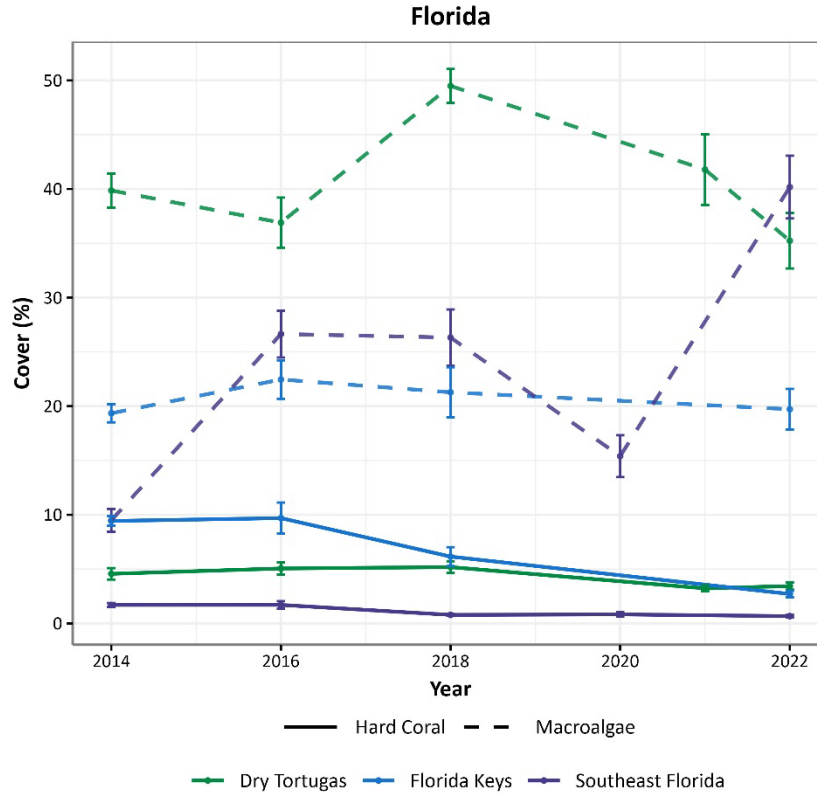 Florida
50
40
30
20
10
0
Cover (%)
2014 2016 2018 2020 2022
Year
Hard Coral Macroalgae
Dry Tortugas Florida Keys Southeast Florida